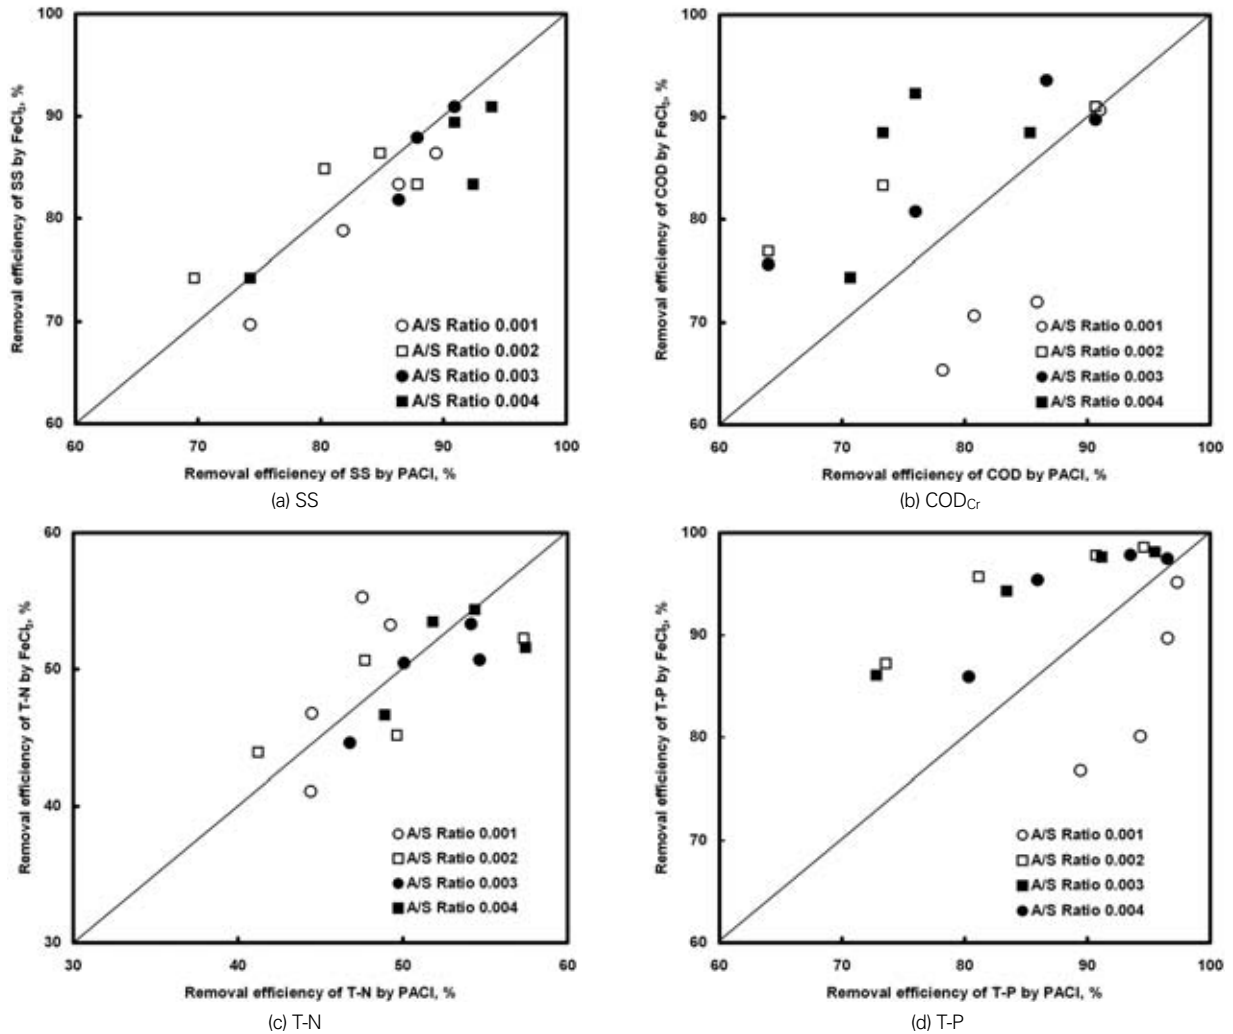 100
90
80
70
60
60
70
80
90
100
Removal efficiency of SS by FeCl₃, %
Removal efficiency of SS by PACl, %
A/S Ratio 0.001
A/S Ratio 0.002
A/S Ratio 0.003
A/S Ratio 0.004
(a) SS
100
90
80
70
60
60
70
80
90
100
Removal efficiency of COD by FeCl₃, %
Removal efficiency of COD by PACl, %
A/S Ratio 0.001
A/S Ratio 0.002
A/S Ratio 0.003
A/S Ratio 0.004
(b) COD_Cr
60
50
40
30
30
40
50
60
Removal efficiency of T-N by FeCl₃, %
Removal efficiency of T-N by PACl, %
A/S Ratio 0.001
A/S Ratio 0.002
A/S Ratio 0.003
A/S Ratio 0.004
(c) T-N
100
90
80
70
60
60
70
80
90
100
Removal efficiency of T-P by FeCl₃, %
Removal efficiency of T-P by PACl, %
A/S Ratio 0.001
A/S Ratio 0.002
A/S Ratio 0.003
A/S Ratio 0.004
(d) T-P